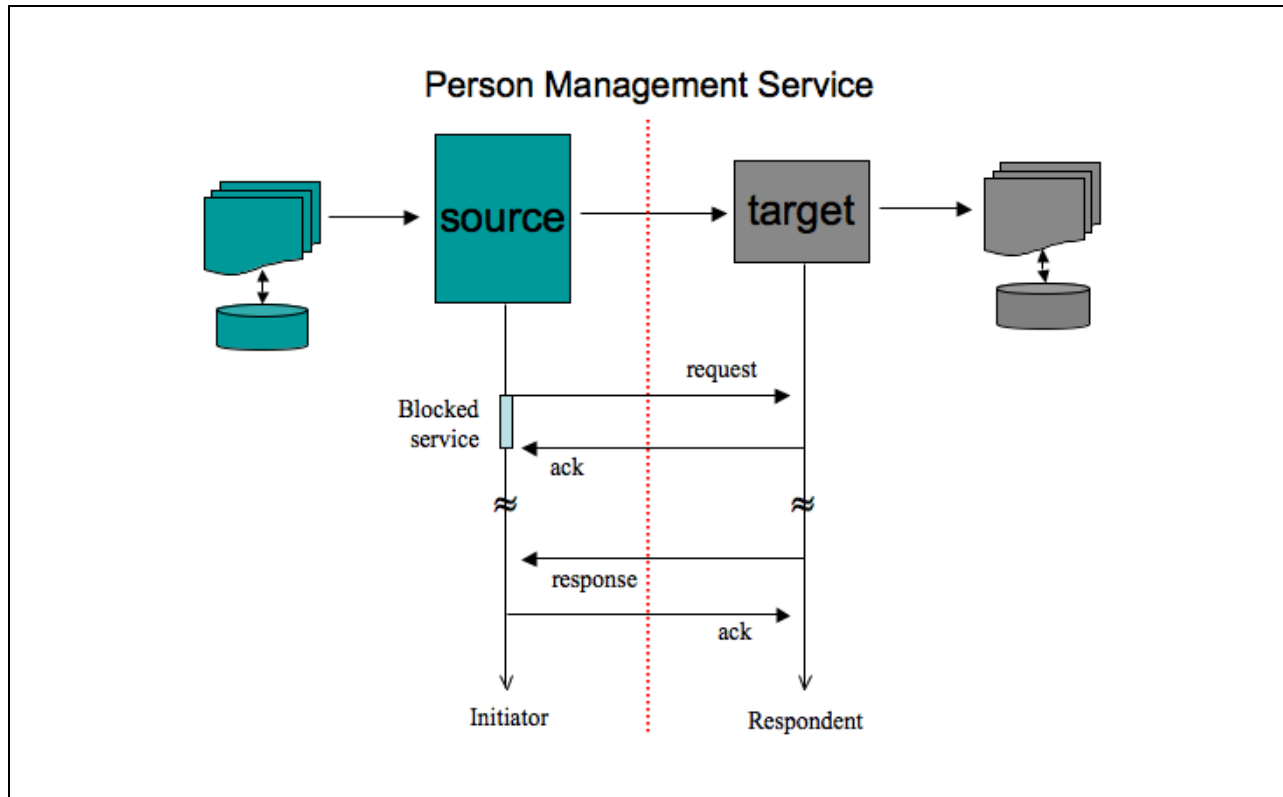 Person Management Service
source
target
request
Blocked
service
ack
response
ack
Initiator
Respondent